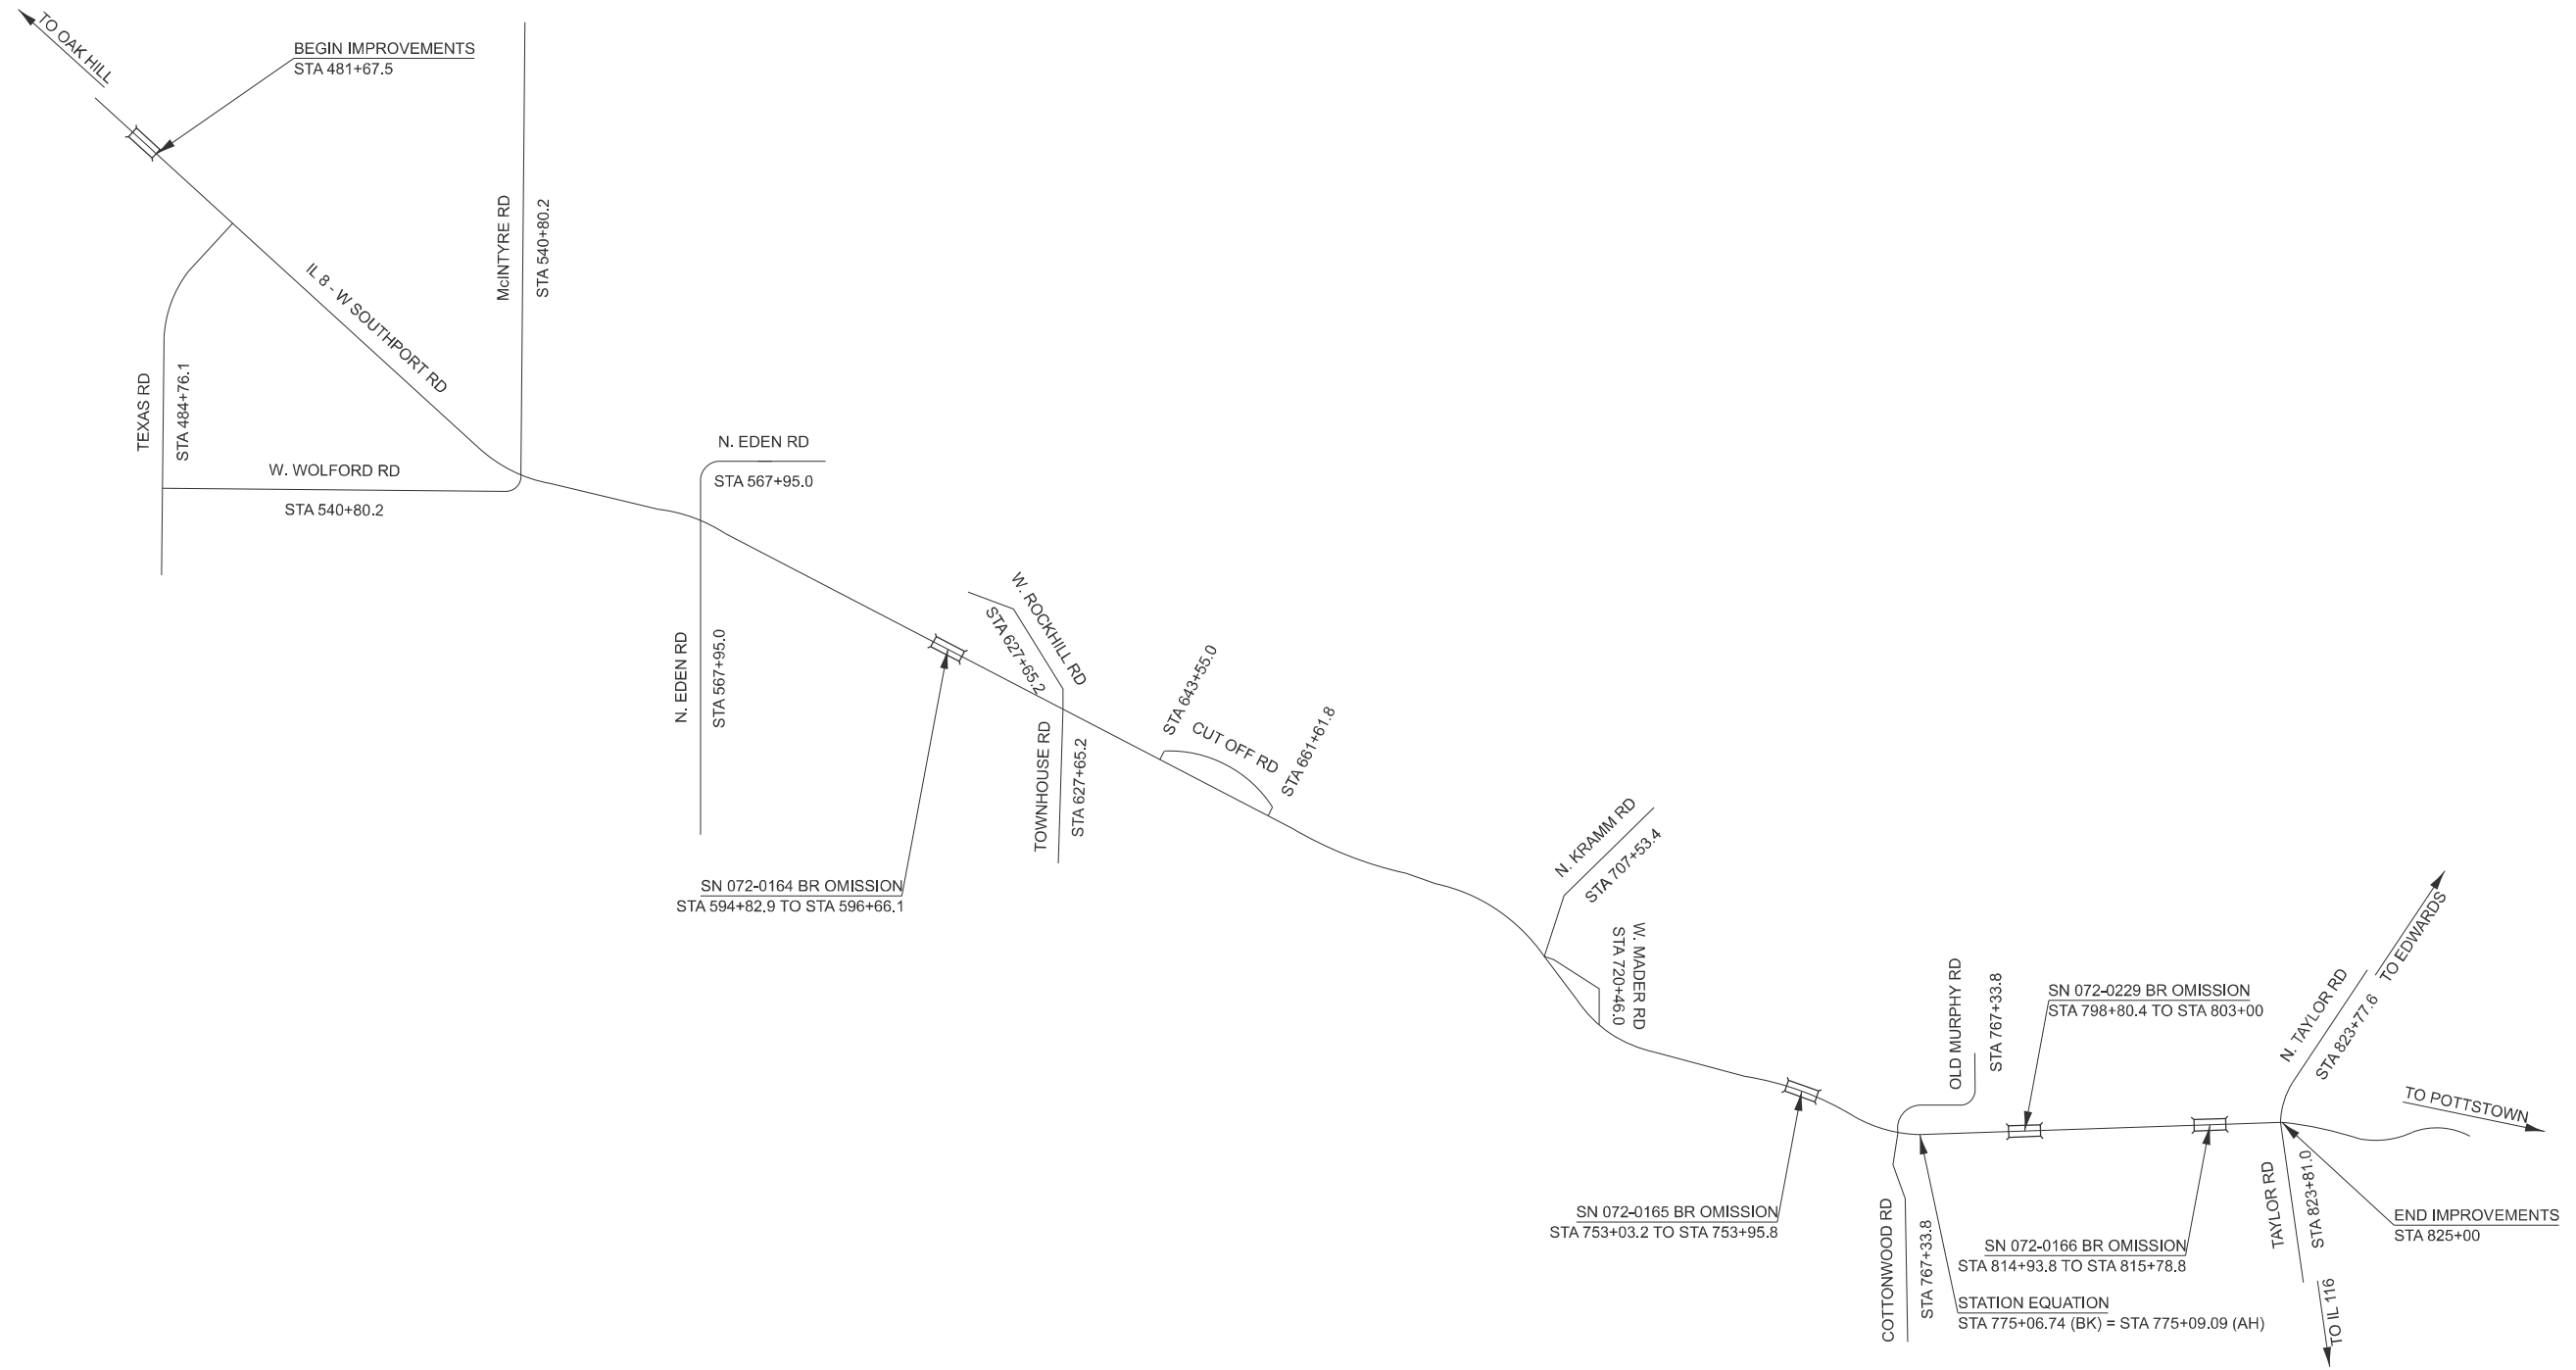 TO OAK HILL
BEGIN IMPROVEMENTS
STA 481+67.5
McINTYRE RD
STA 540+80.2
IL 8 - W SOUTHPORT RD
TEXAS RD
STA 484+76.1
W. WOLFORD RD
STA 540+80.2
N. EDEN RD
STA 567+95.0
N. EDEN RD
STA 567+95.0
SN 072-0164 BR OMISSION
STA 594+82.9 TO STA 596+66.1
W. ROCKHILL RD
STA 627+65.2
TOWNHOUSE RD
STA 627+65.2
STA 643+55.0
CUT OFF RD
STA 661+61.8
N. KRAMM RD
STA 707+53.4
W. MADER RD
STA 720+46.0
SN 072-0165 BR OMISSION
STA 753+03.2 TO STA 753+95.8
OLD MURPHY RD
STA 767+33.8
COTTONWOOD RD
STA 767+33.8
SN 072-0229 BR OMISSION
STA 798+80.4 TO STA 803+00
SN 072-0166 BR OMISSION
STA 814+93.8 TO STA 815+78.8
STATION EQUATION
STA 775+06.74 (BK) = STA 775+09.09 (AH)
N. TAYLOR RD
STA 823+77.6
TO EDWARDS
TO POTTSTOWN
TAYLOR RD
STA 823+81.0
TO IL 116
END IMPROVEMENTS
STA 825+00